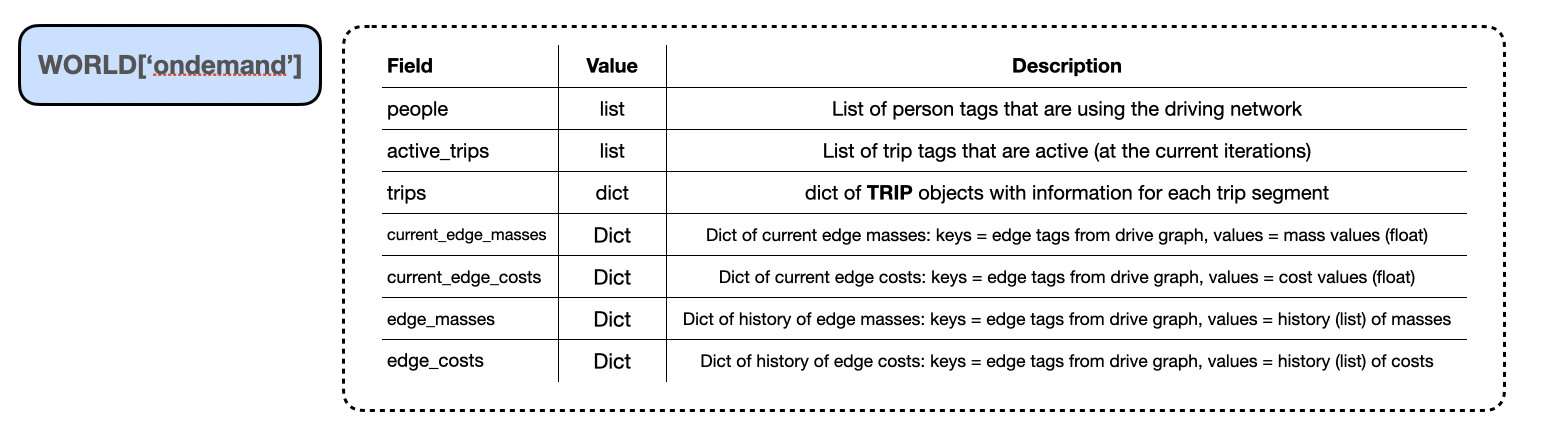 WORLD[‘ondemand’]
Field Value Description
people list List of person tags that are using the driving network
active_trips list List of trip tags that are active (at the current iterations)
trips dict dict of TRIP objects with information for each trip segment
current_edge_masses Dict Dict of current edge masses: keys = edge tags from drive graph, values = mass values (float)
current_edge_costs Dict Dict of current edge costs: keys = edge tags from drive graph, values = cost values (float)
edge_masses Dict Dict of history of edge masses: keys = edge tags from drive graph, values = history (list) of masses
edge_costs Dict Dict of history of edge costs: keys = edge tags from drive graph, values = history (list) of costs